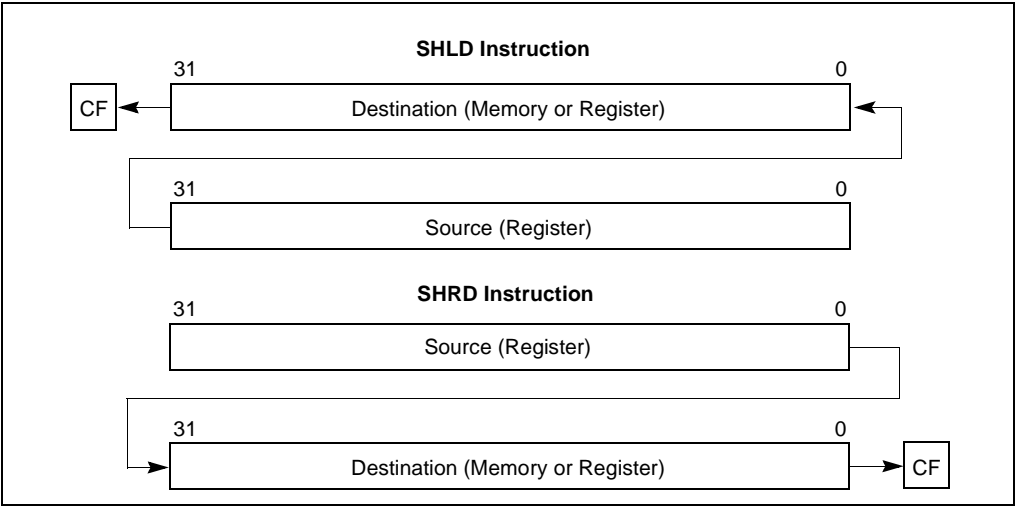 SHLD Instruction
31 0
CF Destination (Memory or Register)
31 0
Source (Register)
SHRD Instruction
31 0
Source (Register)
31 0
Destination (Memory or Register) CF